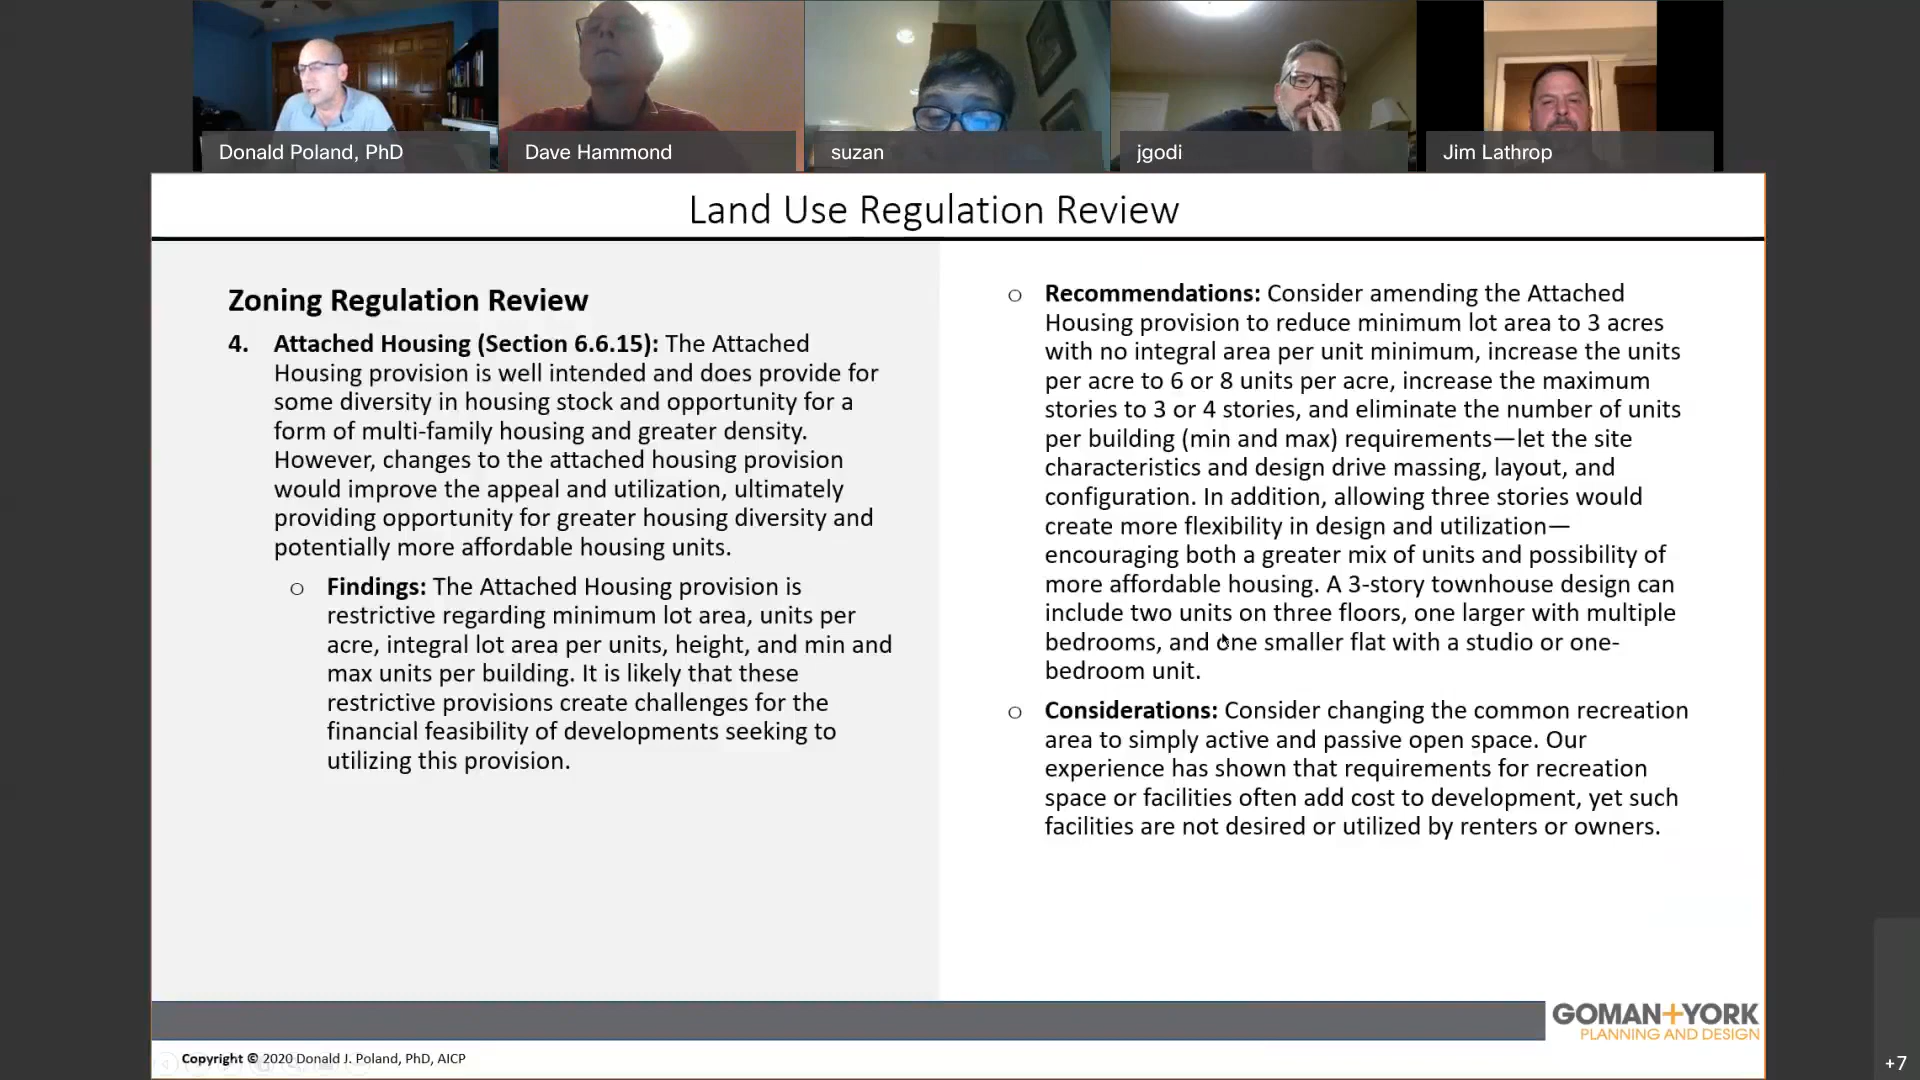 Donald Poland, PhD
Dave Hammond
suzan
jgodi
Jim Lathrop
Land Use Regulation Review
Zoning Regulation Review
4. Attached Housing (Section 6.6.15): The Attached
Housing provision is well intended and does provide for
some diversity in housing stock and opportunity for a
form of multi-family housing and greater density.
However, changes to the attached housing provision
would improve the appeal and utilization, ultimately
providing opportunity for greater housing diversity and
potentially more affordable housing units.
o Findings: The Attached Housing provision is
restrictive regarding minimum lot area, units per
acre, integral lot area per units, height, and min and
max units per building. It is likely that these
restrictive provisions create challenges for the
financial feasibility of developments seeking to
utilizing this provision.
o Recommendations: Consider amending the Attached
Housing provision to reduce minimum lot area to 3 acres
with no integral area per unit minimum, increase the units
per acre to 6 or 8 units per acre, increase the maximum
stories to 3 or 4 stories, and eliminate the number of units
per building (min and max) requirements—let the site
characteristics and design drive massing, layout, and
configuration. In addition, allowing three stories would
create more flexibility in design and utilization—
encouraging both a greater mix of units and possibility of
more affordable housing. A 3-story townhouse design can
include two units on three floors, one larger with multiple
bedrooms, and one smaller flat with a studio or one-
bedroom unit.
o Considerations: Consider changing the common recreation
area to simply active and passive open space. Our
experience has shown that requirements for recreation
space or facilities often add cost to development, yet such
facilities are not desired or utilized by renters or owners.
GOMAN+YORK
PLANNING AND DESIGN
Copyright © 2020 Donald J. Poland, PhD, AICP
+7